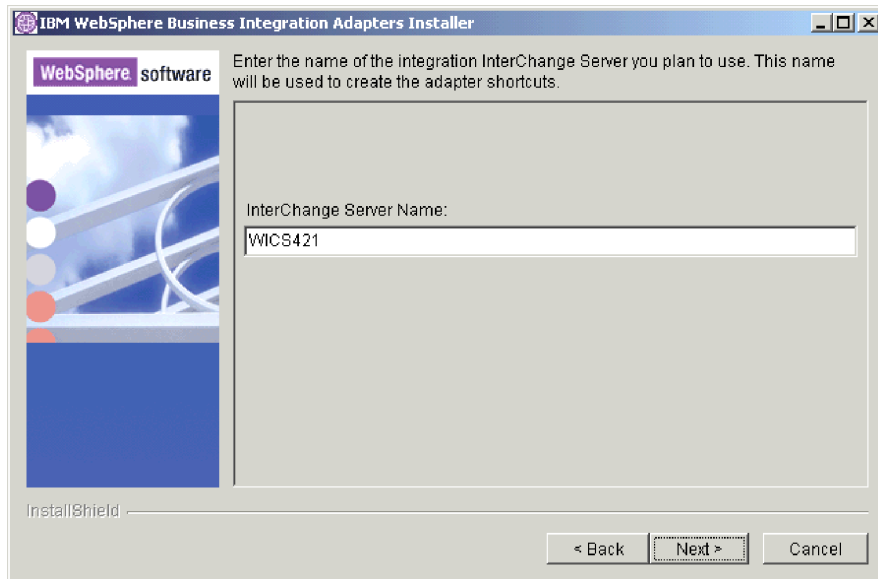 IBM WebSphere Business Integration Adapters Installer
WebSphere software
Enter the name of the integration InterChange Server you plan to use. This name
will be used to create the adapter shortcuts.
InterChange Server Name:
WICS421
InstallShield
< Back Next > Cancel